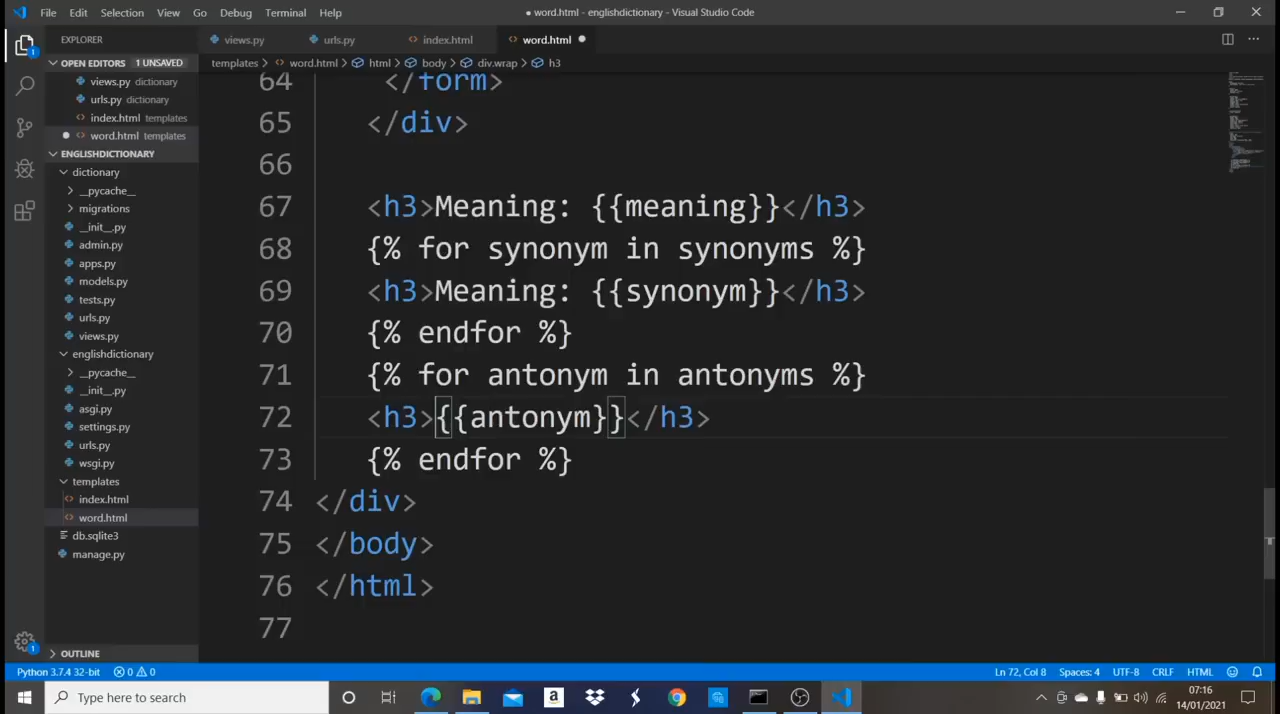 File Edit Selection View Go Debug Terminal Help
● word.html - englishdictionary - Visual Studio Code
EXPLORER
views.py urls.py index.html word.html
OPEN EDITORS 1 UNSAVED
templates > word.html > html > body > div.wrap > h3
views.py dictionary
urls.py dictionary
index.html templates
word.html templates
ENGLISHDICTIONARY
dictionary
__pycache__
migrations
__init__.py
admin.py
apps.py
models.py
tests.py
urls.py
views.py
englishdictionary
__pycache__
__init__.py
asgi.py
settings.py
urls.py
wsgi.py
templates
index.html
word.html
db.sqlite3
manage.py
OUTLINE
64 </form>
65 </div>
66
67 <h3>Meaning: {{meaning}}</h3>
68 {% for synonym in synonyms %}
69 <h3>Meaning: {{synonym}}</h3>
70 {% endfor %}
71 {% for antonym in antonyms %}
72 <h3>{{antonym}}</h3>
73 {% endfor %}
74 </div>
75 </body>
76 </html>
77
Python 3.7.4 32-bit 0 0 Ln 72, Col 8 Spaces: 4 UTF-8 CRLF HTML
Type here to search
07:16
14/01/2021